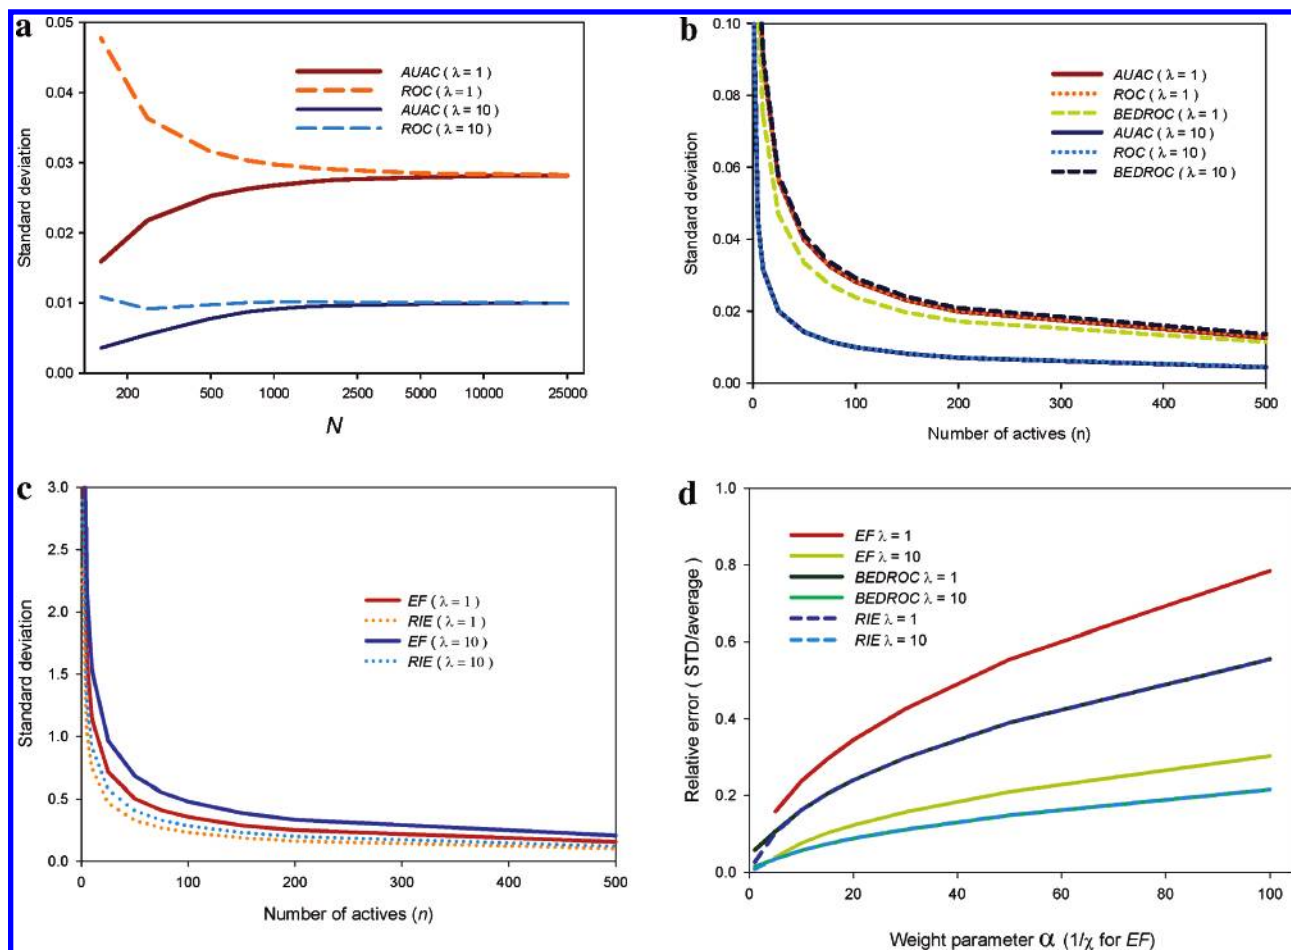 a
0.05
0.04
0.03
0.02
0.01
0.00
Standard deviation
AUAC ( λ = 1 )
ROC ( λ = 1 )
AUAC ( λ = 10 )
ROC ( λ = 10 )
200 500 1000 2500 5000 10000 25000
N
b
0.10
0.08
0.06
0.04
0.02
0.00
Standard deviation
AUAC ( λ = 1 )
ROC ( λ = 1 )
BEDROC ( λ = 1 )
AUAC ( λ = 10 )
ROC ( λ = 10 )
BEDROC ( λ = 10 )
0 100 200 300 400 500
Number of actives (n)
c
3.0
2.5
2.0
1.5
1.0
0.5
0.0
Standard deviation
EF ( λ = 1 )
RIE ( λ = 1 )
EF ( λ = 10 )
RIE ( λ = 10 )
0 100 200 300 400 500
Number of actives (n)
d
1.0
0.8
0.6
0.4
0.2
0.0
Relative error ( STD/average )
EF λ = 1
EF λ = 10
BEDROC λ = 1
BEDROC λ = 10
RIE λ = 1
RIE λ = 10
0 20 40 60 80 100
Weight parameter α (1/χ for EF)